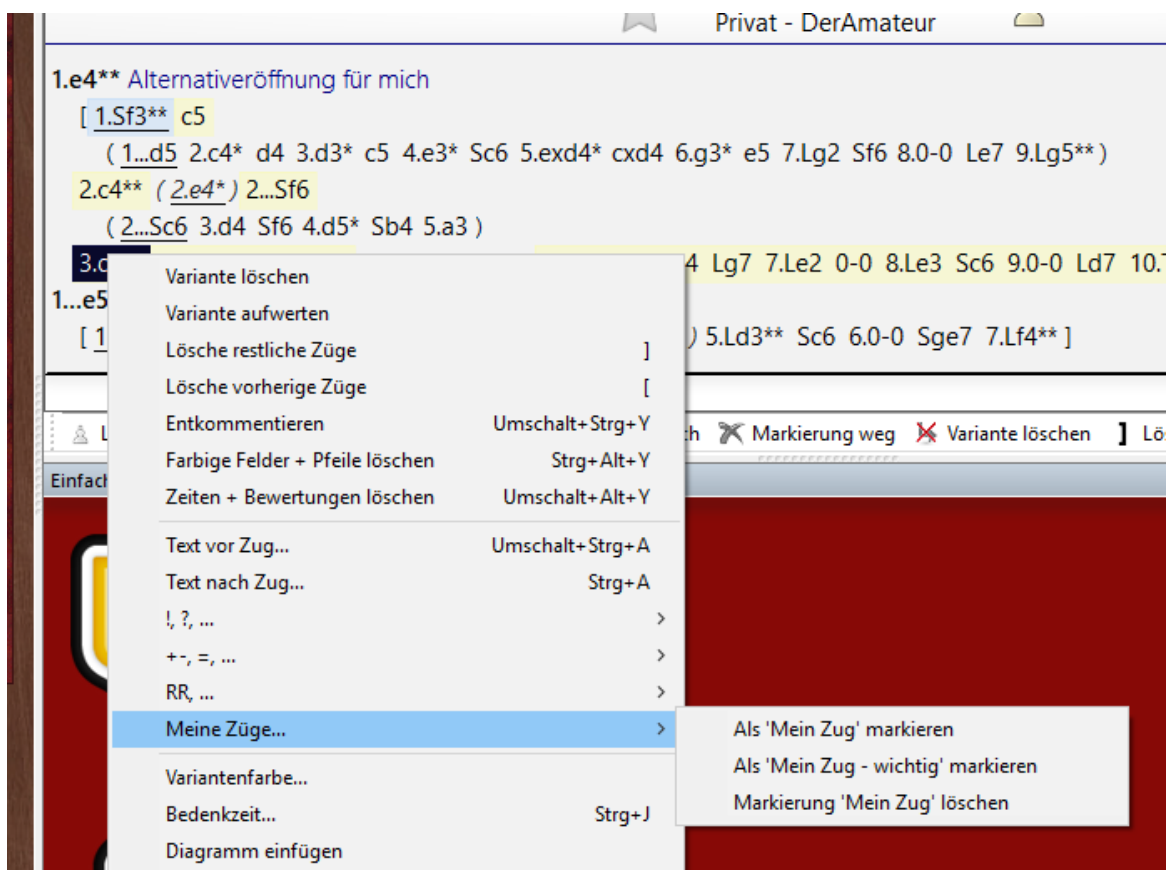 Privat - DerAmateur
1.e4** Alternativeröffnung für mich
[ 1.Sf3** c5
( 1...d5 2.c4* d4 3.d3* c5 4.e3* Sc6 5.exd4* cxd4 6.g3* e5 7.Lg2 Sf6 8.0-0 Le7 9.Lg5** )
2.c4** ( 2.e4* ) 2...Sf6
( 2...Sc6 3.d4 Sf6 4.d5* Sb4 5.a3 )
4 Lg7 7.Le2 0-0 8.Le3 Sc6 9.0-0 Ld7 10.
1...e5
[ 1 ) 5.Ld3** Sc6 6.0-0 Sge7 7.Lf4** ]
Markierung weg Variante löschen ]
Variante löschen
Variante aufwerten
Lösche restliche Züge ]
Lösche vorherige Züge [
Entkommentieren Umschalt+Strg+Y
Farbige Felder + Pfeile löschen Strg+Alt+Y
Zeiten + Bewertungen löschen Umschalt+Alt+Y
Text vor Zug... Umschalt+Strg+A
Text nach Zug... Strg+A
!, ?, ... >
+-, =, ... >
RR, ... >
Meine Züge... >
Als 'Mein Zug' markieren
Als 'Mein Zug - wichtig' markieren
Markierung 'Mein Zug' löschen
Variantenfarbe...
Bedenkzeit... Strg+J
Diagramm einfügen